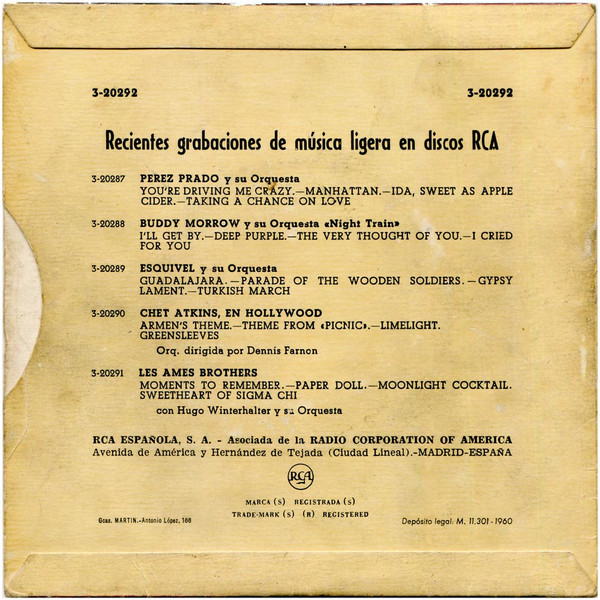 3-20292 3-20292
Recientes grabaciones de música ligera en discos RCA
3-20287 PEREZ PRADO y su Orquesta
YOU'RE DRIVING ME CRAZY.—MANHATTAN.—IDA, SWEET AS APPLE
CIDER.—TAKING A CHANCE ON LOVE
3-20288 BUDDY MORROW y su Orquesta «Night Train»
I'LL GET BY.—DEEP PURPLE.—THE VERY THOUGHT OF YOU.—I CRIED
FOR YOU
3-20289 ESQUIVEL y su Orquesta
GUADALAJARA.—PARADE OF THE WOODEN SOLDIERS.—GYPSY
LAMENT.—TURKISH MARCH
3-20290 CHET ATKINS, EN HOLLYWOOD
ARMEN'S THEME.—THEME FROM «PICNIC».—LIMELIGHT.
GREENSLEEVES
Orq. dirigida por Dennis Farnon
3-20291 LES AMES BROTHERS
MOMENTS TO REMEMBER.—PAPER DOLL.—MOONLIGHT COCKTAIL.
SWEETHEART OF SIGMA CHI
con Hugo Winterhalter y su Orquesta
RCA ESPAÑOLA, S. A. - Asociada de la RADIO CORPORATION OF AMERICA
Avenida de América y Hernández de Tejada (Ciudad Lineal).-MADRID-ESPAÑA
RCA
MARCA (S) REGISTRADA (S)
TRADE-MARK (S) (R) REGISTERED
Gcas. MARTIN.-Antonio López, 168 Depósito legal: M. 11.301-1960